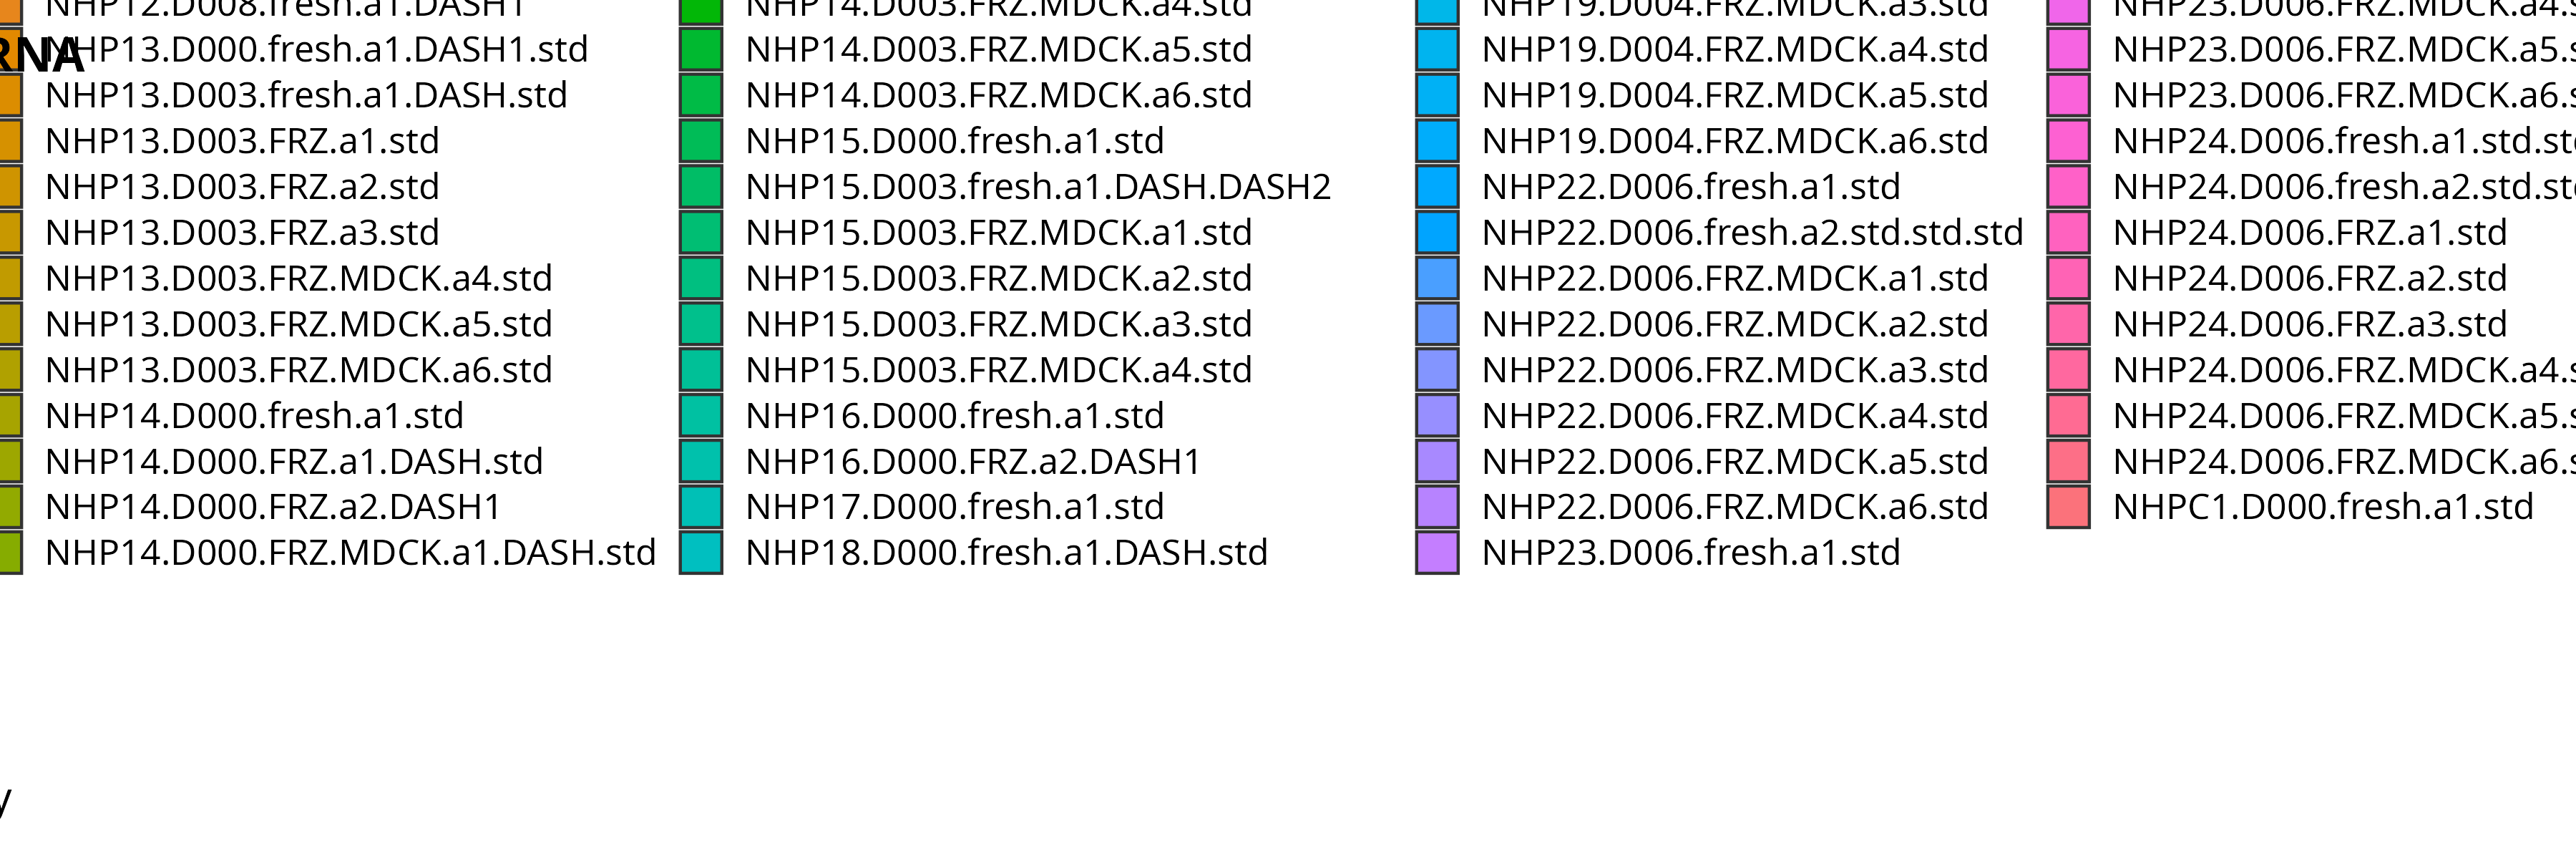 NHP12.D008.fresh.a1.DASH1
NHP13.D000.fresh.a1.DASH1.std
RNA
NHP13.D003.fresh.a1.DASH.std
NHP13.D003.FRZ.a1.std
NHP13.D003.FRZ.a2.std
NHP13.D003.FRZ.a3.std
NHP13.D003.FRZ.MDCK.a4.std
NHP13.D003.FRZ.MDCK.a5.std
NHP13.D003.FRZ.MDCK.a6.std
NHP14.D000.fresh.a1.std
NHP14.D000.FRZ.a1.DASH.std
NHP14.D000.FRZ.a2.DASH1
NHP14.D000.FRZ.MDCK.a1.DASH.std
NHP14.D003.FRZ.MDCK.a4.std
NHP14.D003.FRZ.MDCK.a5.std
NHP14.D003.FRZ.MDCK.a6.std
NHP15.D000.fresh.a1.std
NHP15.D003.fresh.a1.DASH.DASH2
NHP15.D003.FRZ.MDCK.a1.std
NHP15.D003.FRZ.MDCK.a2.std
NHP15.D003.FRZ.MDCK.a3.std
NHP15.D003.FRZ.MDCK.a4.std
NHP16.D000.fresh.a1.std
NHP16.D000.FRZ.a2.DASH1
NHP17.D000.fresh.a1.std
NHP18.D000.fresh.a1.DASH.std
NHP19.D004.FRZ.MDCK.a3.std
NHP19.D004.FRZ.MDCK.a4.std
NHP19.D004.FRZ.MDCK.a5.std
NHP19.D004.FRZ.MDCK.a6.std
NHP22.D006.fresh.a1.std
NHP22.D006.fresh.a2.std.std.std
NHP22.D006.FRZ.MDCK.a1.std
NHP22.D006.FRZ.MDCK.a2.std
NHP22.D006.FRZ.MDCK.a3.std
NHP22.D006.FRZ.MDCK.a4.std
NHP22.D006.FRZ.MDCK.a5.std
NHP22.D006.FRZ.MDCK.a6.std
NHP23.D006.fresh.a1.std
NHP23.D006.FRZ.MDCK.a4.
NHP23.D006.FRZ.MDCK.a5.s
NHP23.D006.FRZ.MDCK.a6.s
NHP24.D006.fresh.a1.std.st
NHP24.D006.fresh.a2.std.st
NHP24.D006.FRZ.a1.std
NHP24.D006.FRZ.a2.std
NHP24.D006.FRZ.a3.std
NHP24.D006.FRZ.MDCK.a4.s
NHP24.D006.FRZ.MDCK.a5.s
NHP24.D006.FRZ.MDCK.a6.s
NHPC1.D000.fresh.a1.std